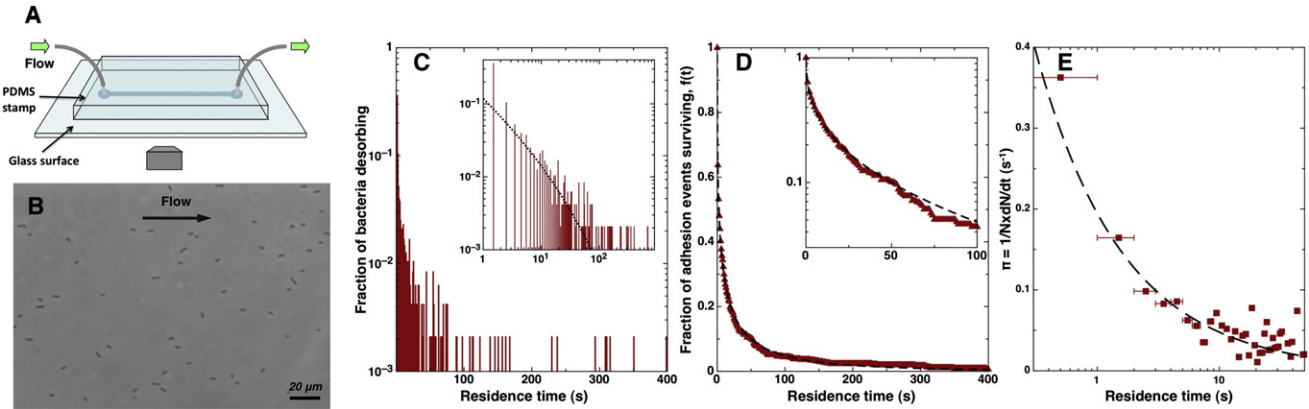 A
Flow
PDMS
stamp
Glass surface
B
Flow
20 µm
C
Fraction of bacteria desorbing
1
10⁻¹
10⁻²
10⁻³
0
100
200
300
400
Residence time (s)
10⁻¹
10⁻²
10⁻³
1
10¹
10²
D
Fraction of adhesion events surviving, f(t)
1
0.8
0.6
0.4
0.2
0
0
100
200
300
400
Residence time (s)
1
0.1
0
50
100
E
π = 1/NxdN/dt (s⁻¹)
0.4
0.3
0.2
0.1
0
1
10
Residence time (s)